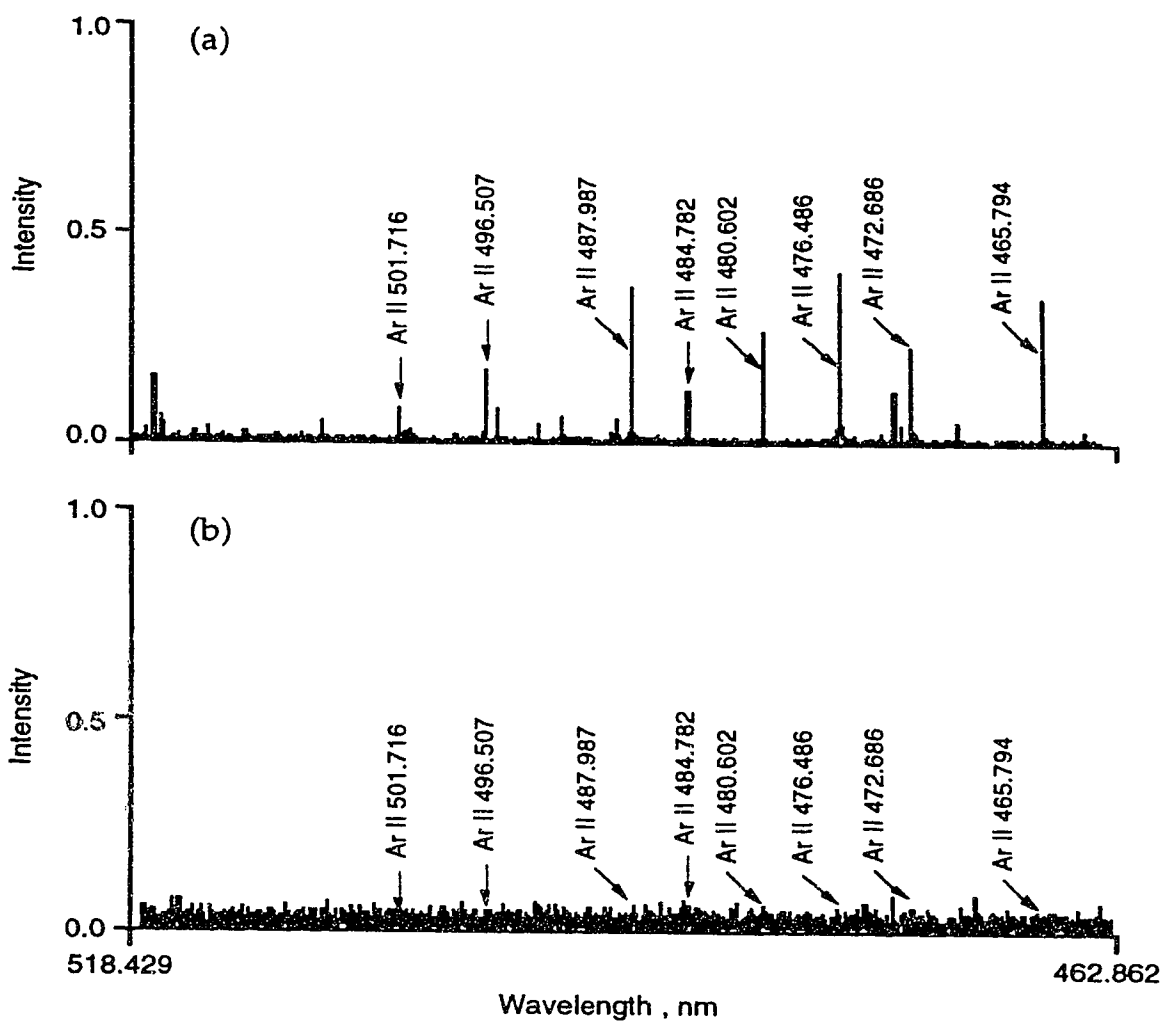 1.0
(a)
Intensity
0.5
0.0
Ar II 501.716
Ar II 496.507
Ar II 487.987
Ar II 484.782
Ar II 480.602
Ar II 476.486
Ar II 472.686
Ar II 465.794
1.0
(b)
Intensity
0.5
0.0
Ar II 501.716
Ar II 496.507
Ar II 487.987
Ar II 484.782
Ar II 480.602
Ar II 476.486
Ar II 472.686
Ar II 465.794
518.429
462.862
Wavelength , nm